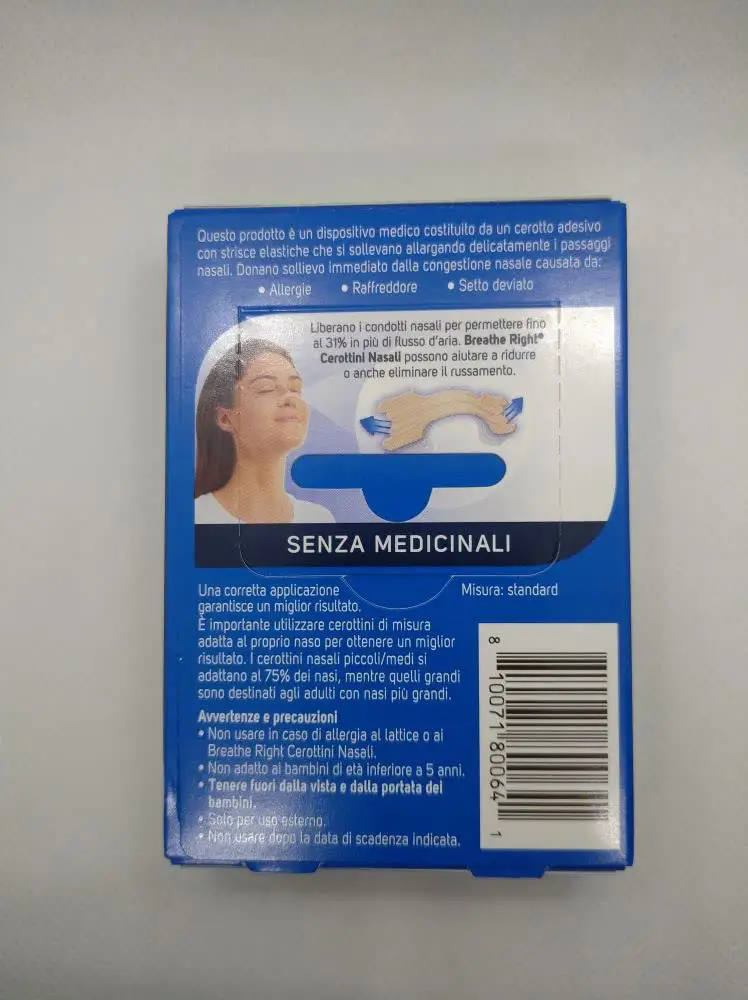 Questo prodotto è un dispositivo medico costituito da un cerotto adesivo
con strisce elastiche che si sollevano allargando delicatamente i passaggi
nasali. Donano sollievo immediato dalla congestione nasale causata da:
• Allergie • Raffreddore • Setto deviato
Liberano i condotti nasali per permettere fino
al 31% in più di flusso d'aria. Breathe Right®
Cerottini Nasali possono aiutare a ridurre
o anche eliminare il russamento.
SENZA MEDICINALI
Una corretta applicazione
garantisce un miglior risultato.
È importante utilizzare cerottini di misura
adatta al proprio naso per ottenere un miglior
risultato. I cerottini nasali piccoli/medi si
adattano al 75% dei nasi, mentre quelli grandi
sono destinati agli adulti con nasi più grandi.
Avvertenze e precauzioni
• Non usare in caso di allergia al lattice o ai
Breathe Right Cerottini Nasali.
• Non adatto ai bambini di età inferiore a 5 anni.
• Tenere fuori dalla vista e dalla portata dei
bambini.
• Solo per uso esterno.
• Non usare dopo la data di scadenza indicata.
Misura: standard
8 10071 80064 1